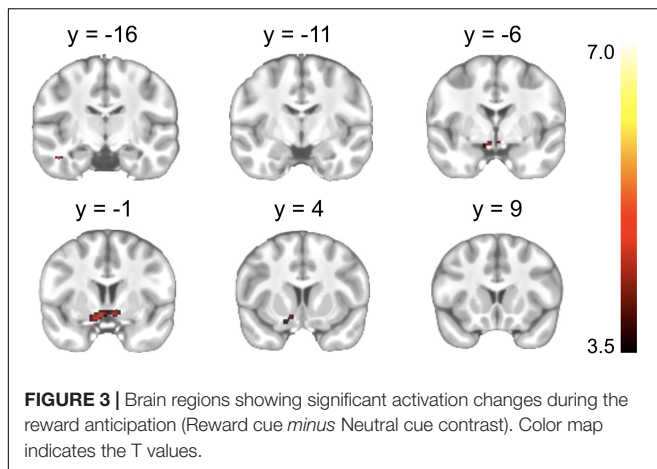 y = -16 y = -11 y = -6
7.0
y = -1 y = 4 y = 9
3.5
FIGURE 3 | Brain regions showing significant activation changes during the
reward anticipation (Reward cue minus Neutral cue contrast). Color map
indicates the T values.